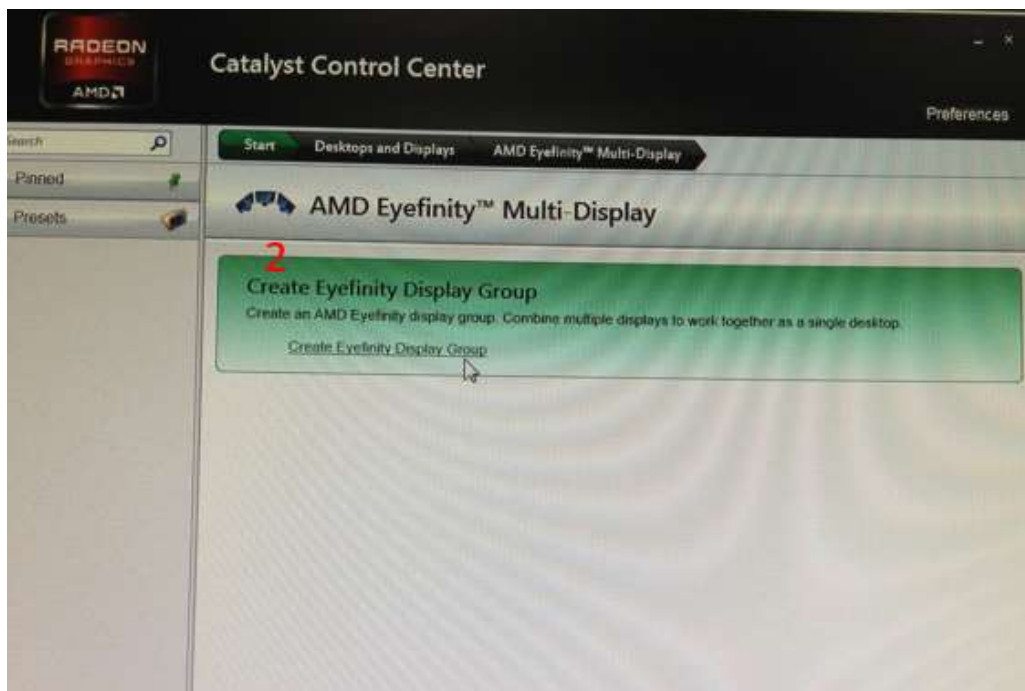 RADEON
GRAPHICS
AMD
Catalyst Control Center
Preferences
Search
Start Desktops and Displays AMD Eyefinity™ Multi-Display
Pinned
Presets
AMD Eyefinity™ Multi-Display
2
Create Eyefinity Display Group
Create an AMD Eyefinity display group. Combine multiple displays to work together as a single desktop.
Create Eyefinity Display Group